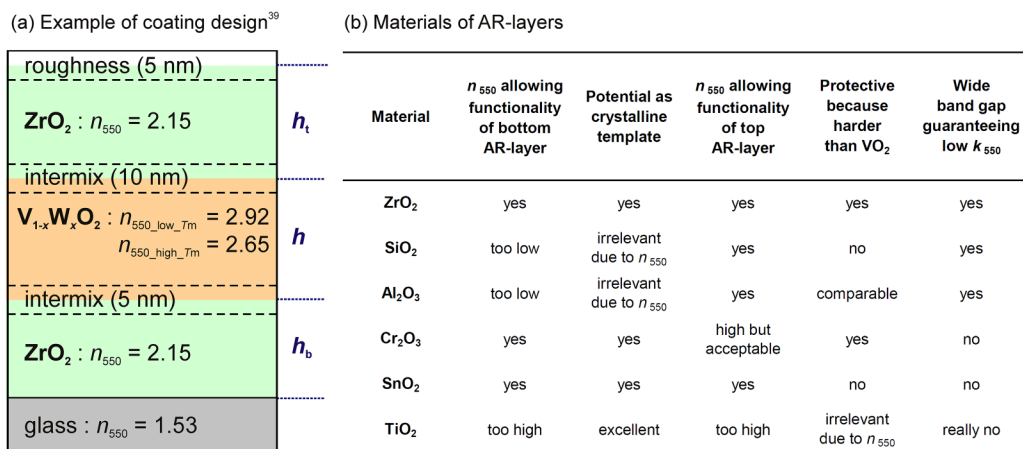 (a) Example of coating design³⁹
roughness (5 nm)
ZrO₂ : n₅₅₀ = 2.15
hₜ
intermix (10 nm)
V₁₋ₓWₓO₂ : n₅₅₀_low_Tm = 2.92
n₅₅₀_high_Tm = 2.65
h
intermix (5 nm)
ZrO₂ : n₅₅₀ = 2.15
h_b
glass : n₅₅₀ = 1.53
(b) Materials of AR-layers
Material | n₅₅₀ allowing functionality of bottom AR-layer | Potential as crystalline template | n₅₅₀ allowing functionality of top AR-layer | Protective because harder than VO₂ | Wide band gap guaranteeing low k₅₅₀
ZrO₂ | yes | yes | yes | yes | yes
SiO₂ | too low | irrelevant due to n₅₅₀ | yes | no | yes
Al₂O₃ | too low | irrelevant due to n₅₅₀ | yes | comparable | yes
Cr₂O₃ | yes | yes | high but acceptable | yes | no
SnO₂ | yes | yes | yes | no | no
TiO₂ | too high | excellent | too high | irrelevant due to n₅₅₀ | really no